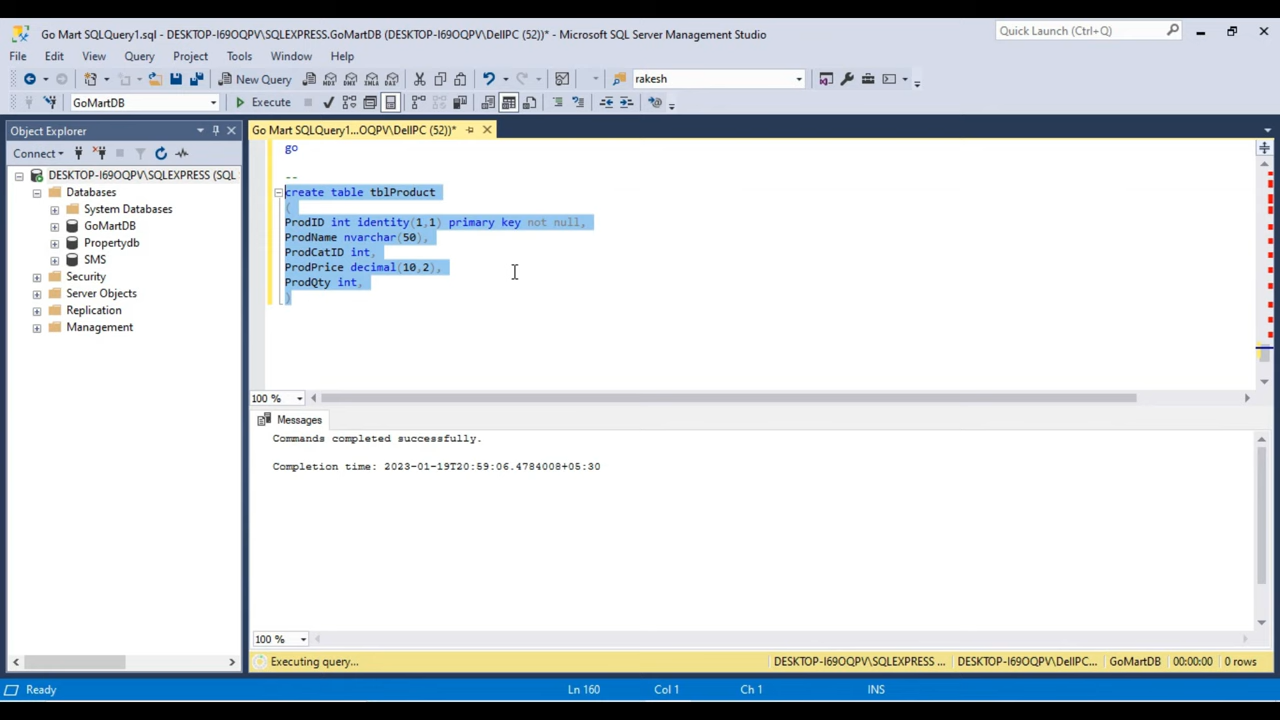 Go Mart SQLQuery1.sql - DESKTOP-I69OQPV\SQLEXPRESS.GoMartDB (DESKTOP-I69OQPV\DellPC (52))* - Microsoft SQL Server Management Studio
Quick Launch (Ctrl+Q)
File Edit View Query Project Tools Window Help
New Query
MDX DMX XMLA DAX
rakesh
GoMartDB
Execute
Object Explorer
Go Mart SQLQuery1...OQPV\DellPC (52))*
Connect
DESKTOP-I69OQPV\SQLEXPRESS (SQL
Databases
System Databases
GoMartDB
Propertydb
SMS
Security
Server Objects
Replication
Management
go
--
create table tblProduct
(
ProdID int identity(1,1) primary key not null,
ProdName nvarchar(50),
ProdCatID int,
ProdPrice decimal(10,2),
ProdQty int,
)
100 %
Messages
Commands completed successfully.
Completion time: 2023-01-19T20:59:06.4784008+05:30
100 %
Executing query...
DESKTOP-I69OQPV\SQLEXPRESS ...
DESKTOP-I69OQPV\DellPC...
GoMartDB
00:00:00
0 rows
Ready
Ln 160
Col 1
Ch 1
INS